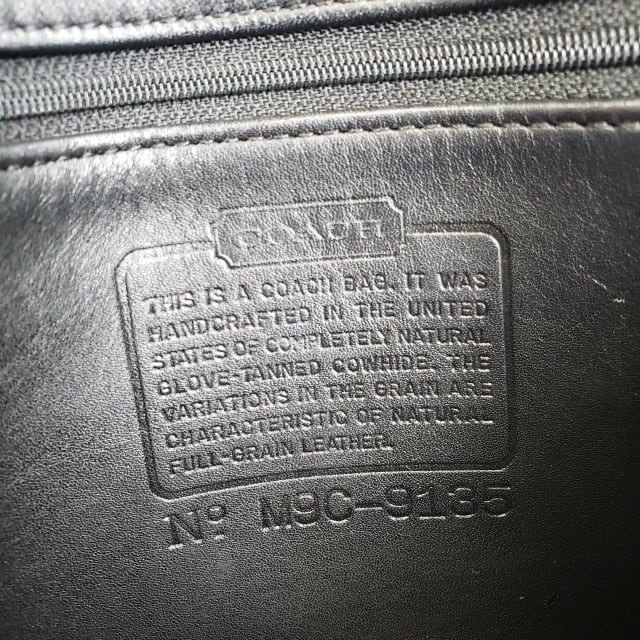 COACH
THIS IS A COACH BAG. IT WAS
HANDCRAFTED IN THE UNITED
STATES OF COMPLETELY NATURAL
GLOVE-TANNED COWHIDE. THE
VARIATIONS IN THE GRAIN ARE
CHARACTERISTIC OF NATURAL
FULL-GRAIN LEATHER.
Nº M9C-9135